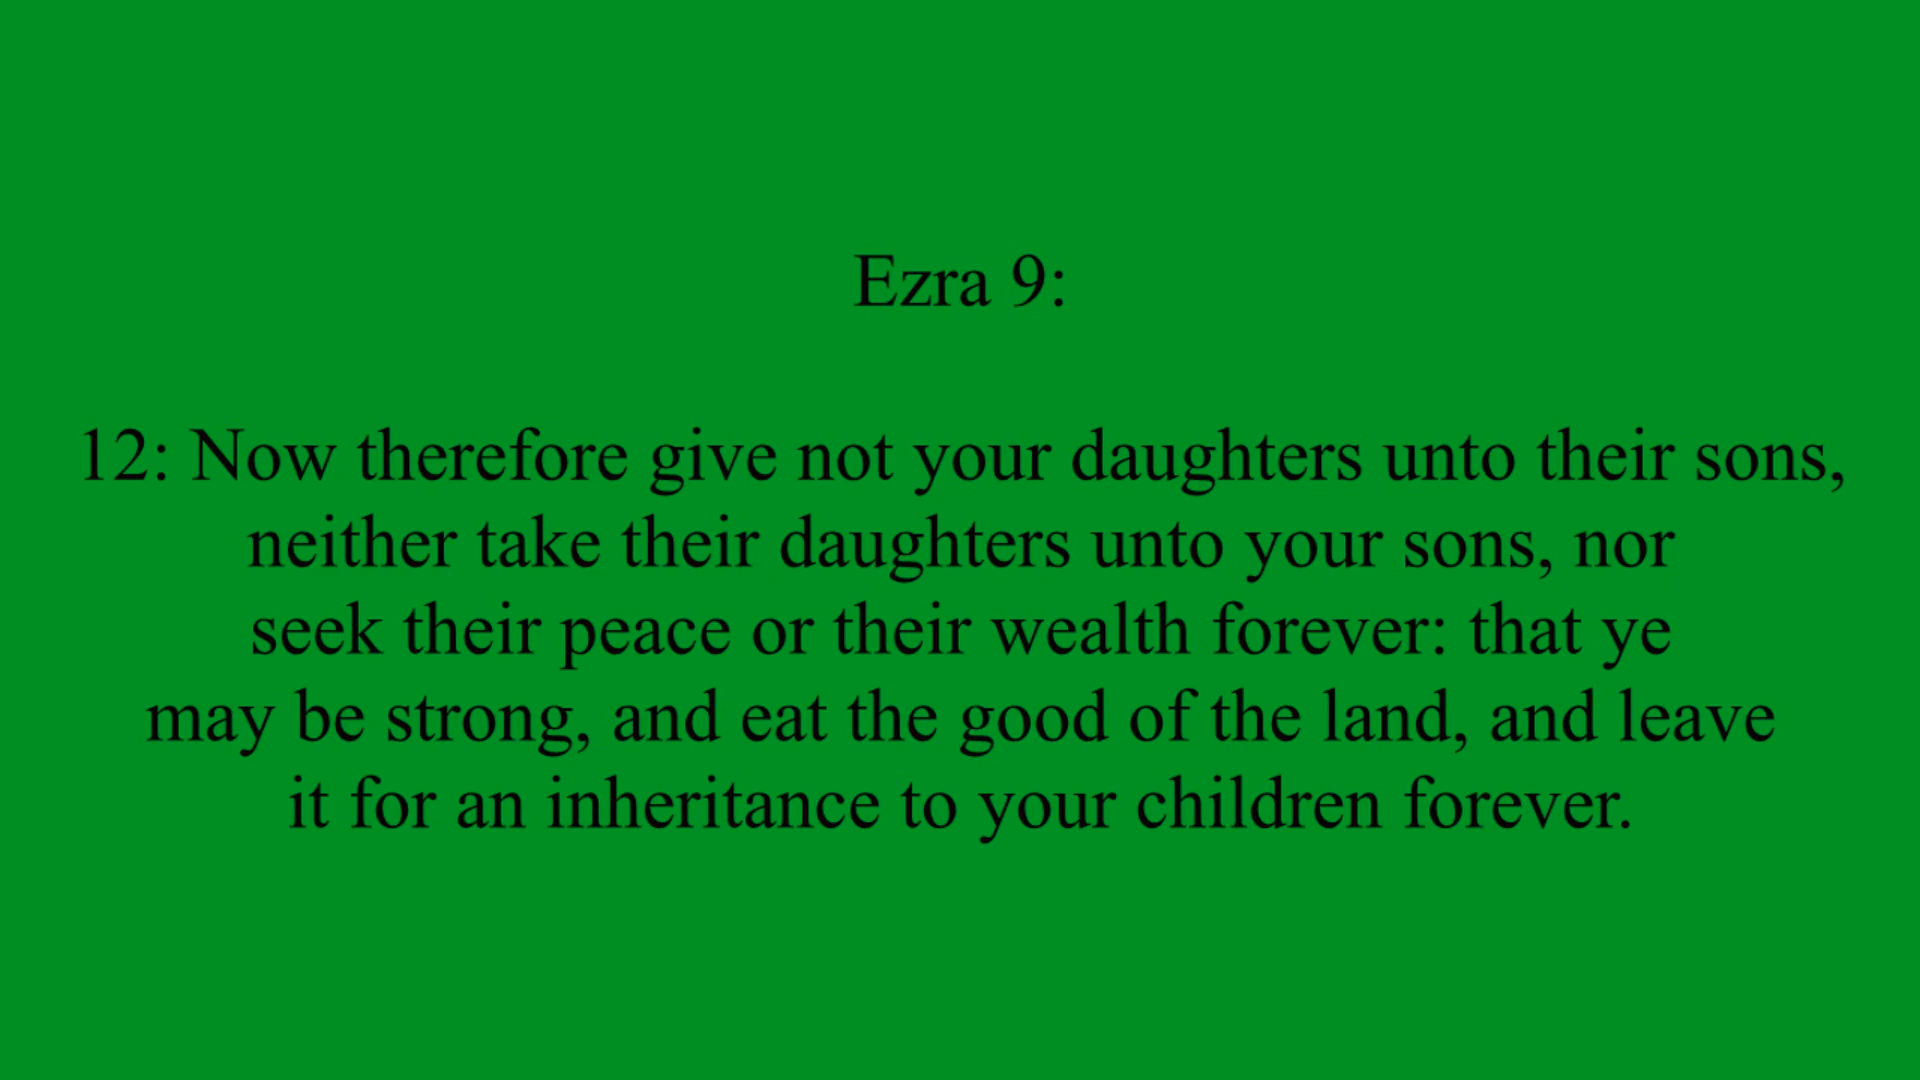 Ezra 9:
12: Now therefore give not your daughters unto their sons,
neither take their daughters unto your sons, nor
seek their peace or their wealth forever: that ye
may be strong, and eat the good of the land, and leave
it for an inheritance to your children forever.